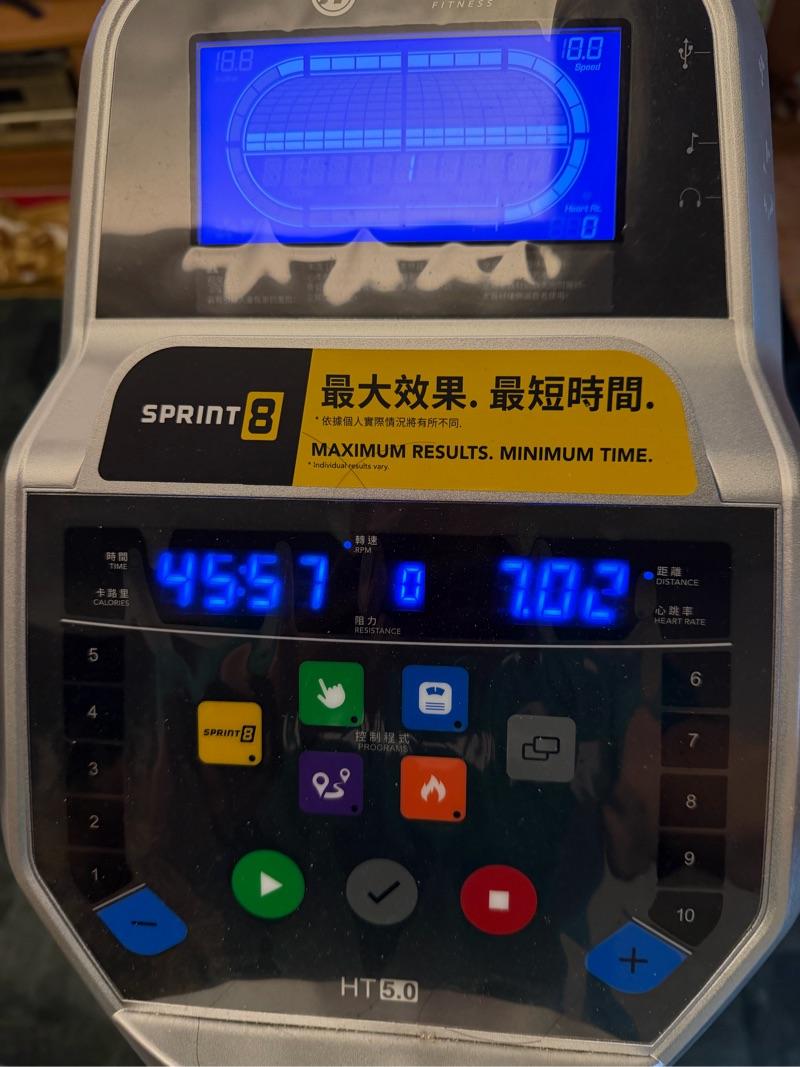 FITNESS
18.8
18.8
Speed
Heart Rt.
0
SPRINT 8
最大效果. 最短時間.
* 依據個人實際情況將有所不同.
MAXIMUM RESULTS. MINIMUM TIME.
* Individual results vary.
時間
TIME
卡路里
CALORIES
45:57
轉速
RPM
0
阻力
RESISTANCE
7.02
距離
DISTANCE
心跳率
HEART RATE
5
4
3
2
1
6
7
8
9
10
SPRINT 8
控制程式
PROGRAMS
−
+
HT 5.0